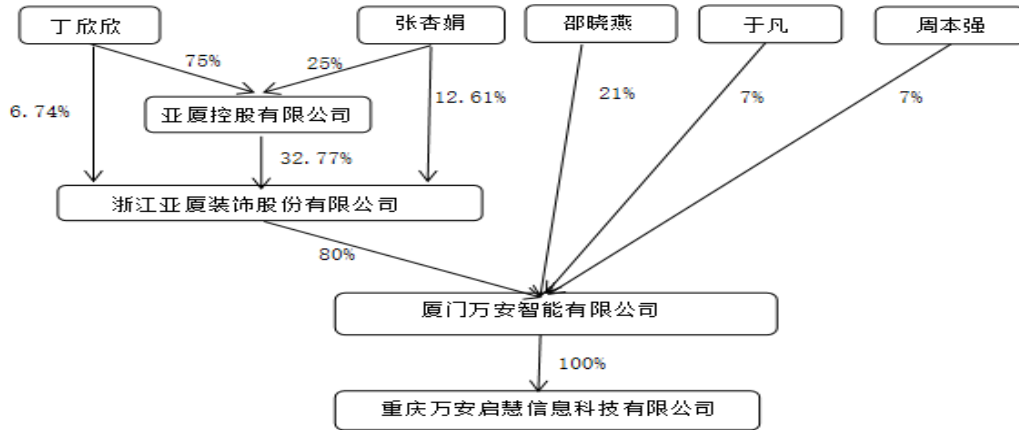 丁欣欣
张杏娟
邵晓燕
于凡
周本强
75%
25%
6.74%
12.61%
21%
7%
7%
亚厦控股有限公司
32.77%
浙江亚厦装饰股份有限公司
80%
厦门万安智能有限公司
100%
重庆万安启慧信息科技有限公司